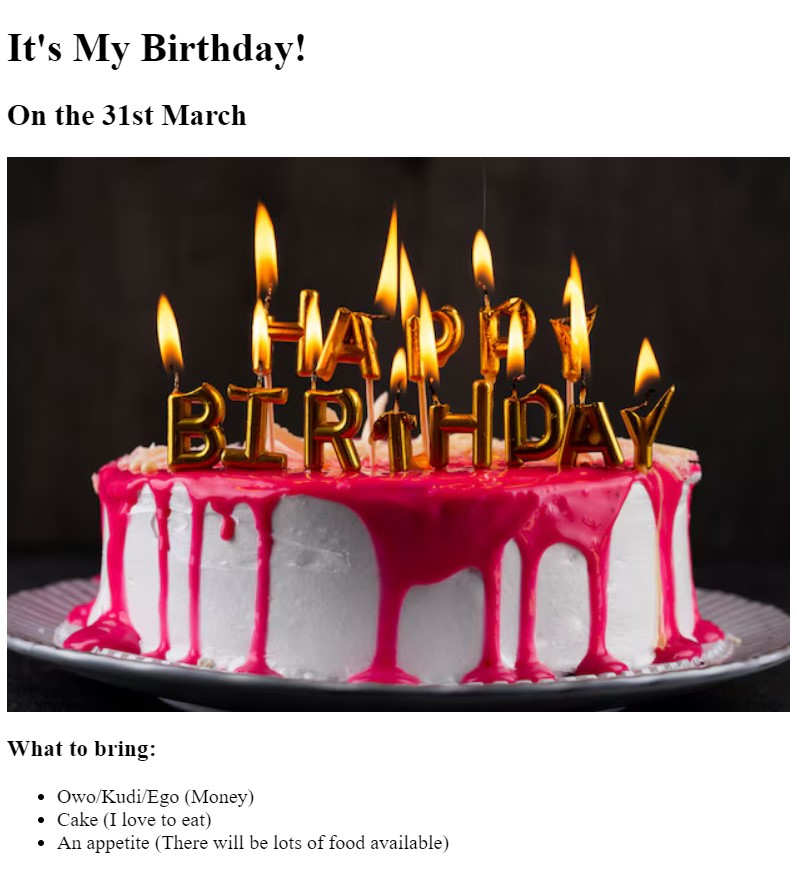 It's My Birthday!
On the 31st March
HAPPY
BIRTHDAY
What to bring:
Owo/Kudi/Ego (Money)
Cake (I love to eat)
An appetite (There will be lots of food available)